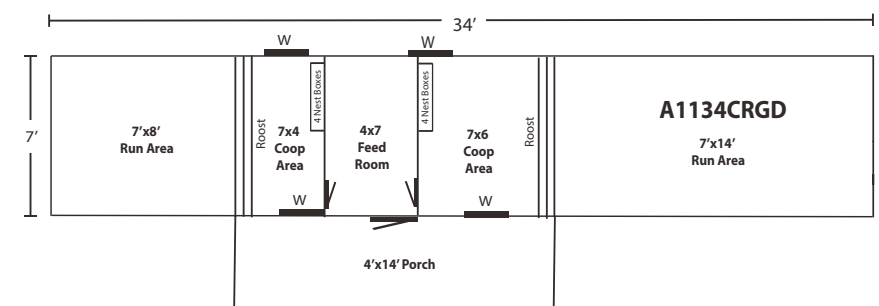 34'
W
W
7'
7'x8'
Run Area
Roost
7x4
Coop
Area
4 Nest Boxes
4x7
Feed
Room
4 Nest Boxes
7x6
Coop
Area
Roost
A1134CRGD
7'x14'
Run Area
W
W
4'x14' Porch